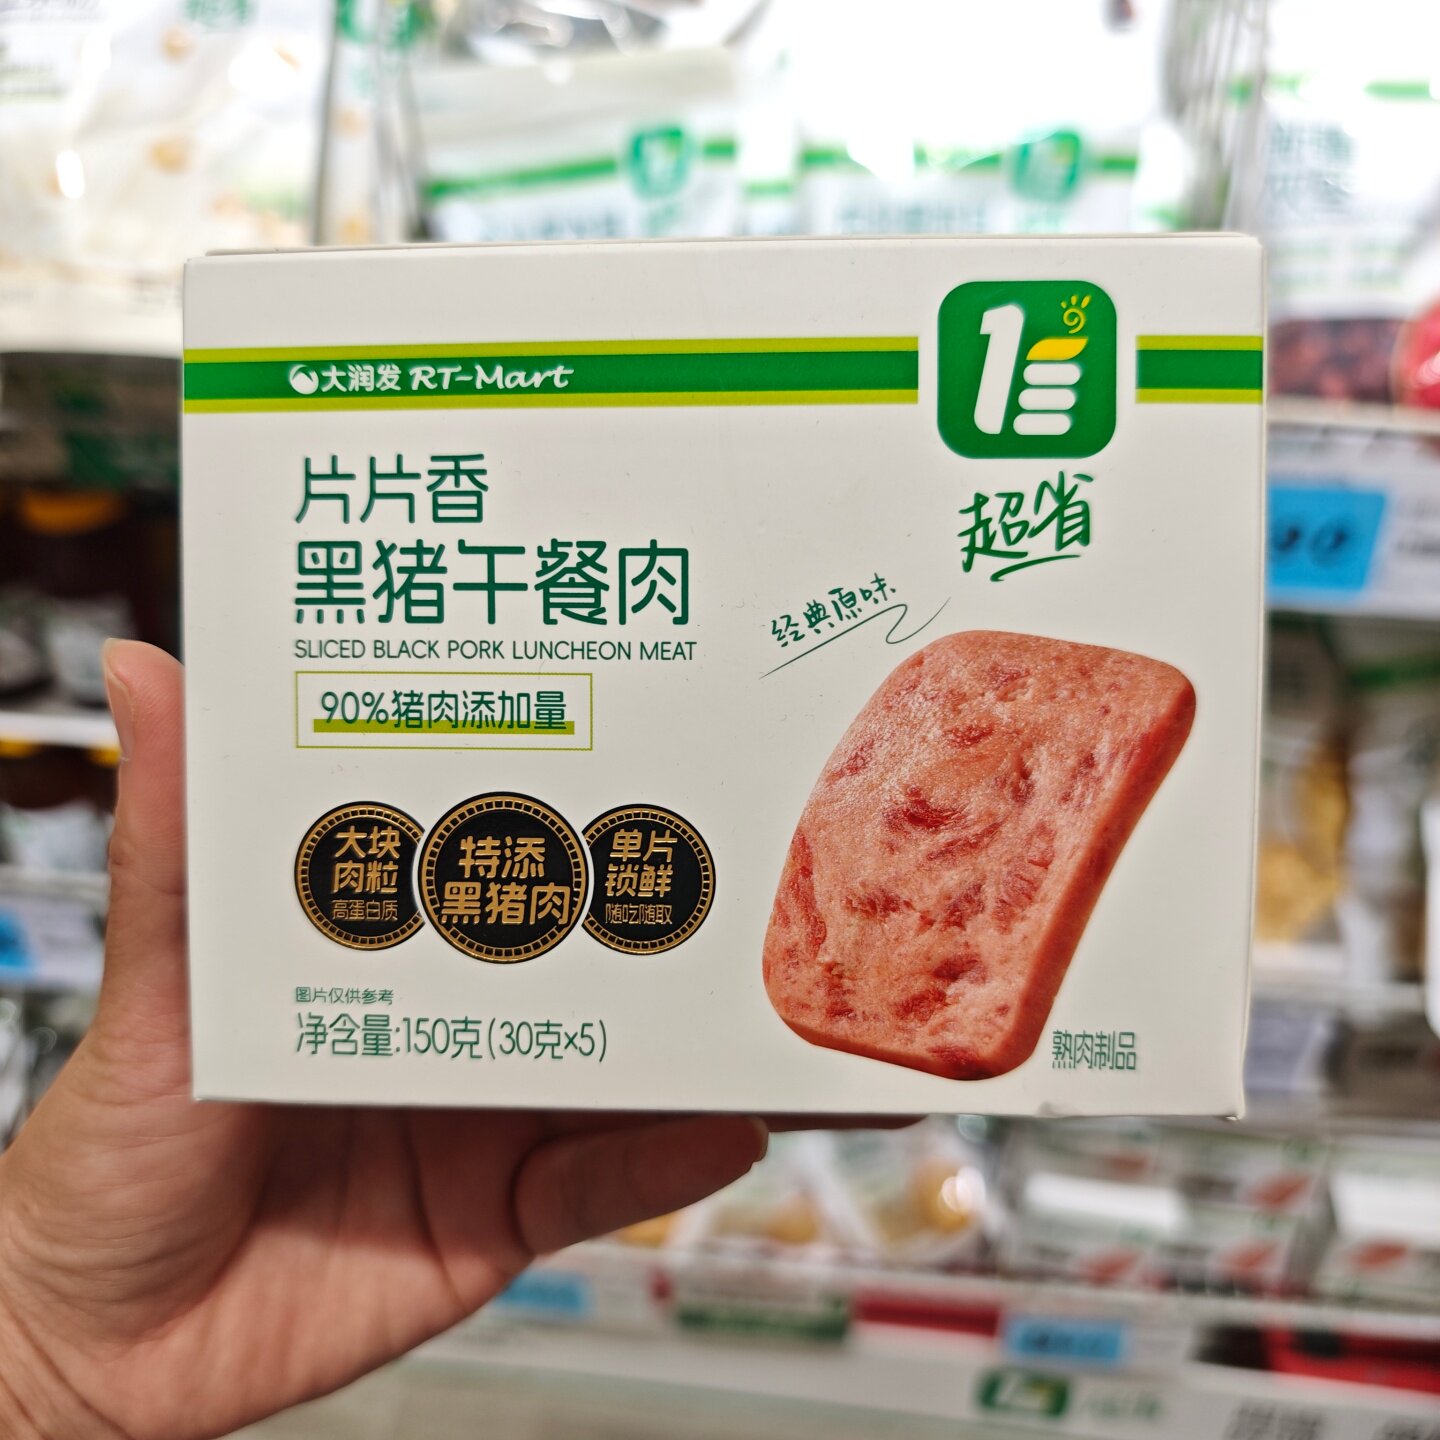 大润发 RT-Mart
超省
片片香
黑猪午餐肉
SLICED BLACK PORK LUNCHEON MEAT
90%猪肉添加量
经典原味
大块
肉粒
高蛋白质
特添
黑猪肉
单片
锁鲜
随吃随取
图片仅供参考
净含量:150克(30克×5)
熟肉制品